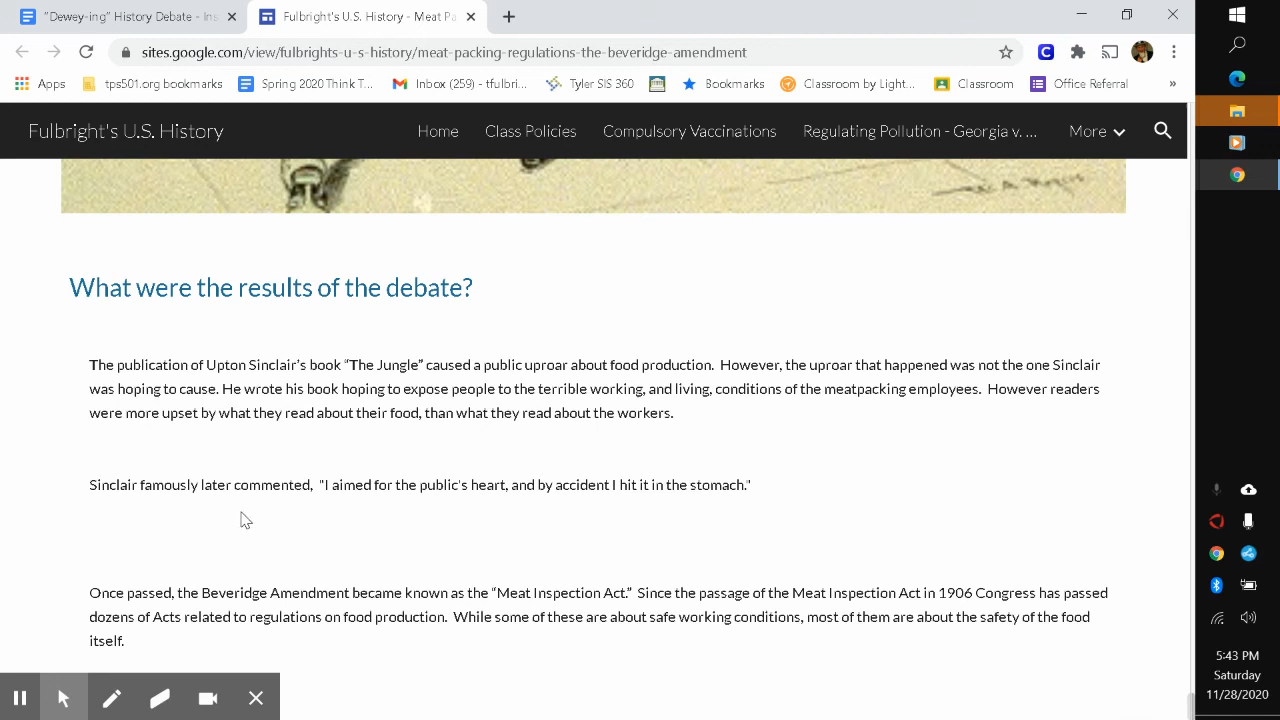 "Dewey-ing" History Debate - Ins
Fulbright's U.S. History - Meat Pa
sites.google.com/view/fulbrights-u-s-history/meat-packing-regulations-the-beveridge-amendment
Apps
tps501.org bookmarks
Spring 2020 Think T...
Inbox (259) - tfulbri...
Tyler SIS 360
Bookmarks
Classroom by Light...
Classroom
Office Referral
»
Fulbright's U.S. History
Home
Class Policies
Compulsory Vaccinations
Regulating Pollution - Georgia v. ...
More
What were the results of the debate?
The publication of Upton Sinclair's book “The Jungle” caused a public uproar about food production.  However, the uproar that happened was not the one Sinclair
was hoping to cause. He wrote his book hoping to expose people to the terrible working, and living, conditions of the meatpacking employees.  However readers
were more upset by what they read about their food, than what they read about the workers.
Sinclair famously later commented,  "I aimed for the public's heart, and by accident I hit it in the stomach."
Once passed, the Beveridge Amendment became known as the “Meat Inspection Act.”  Since the passage of the Meat Inspection Act in 1906 Congress has passed
dozens of Acts related to regulations on food production.  While some of these are about safe working conditions, most of them are about the safety of the food
itself.
5:43 PM
Saturday
11/28/2020